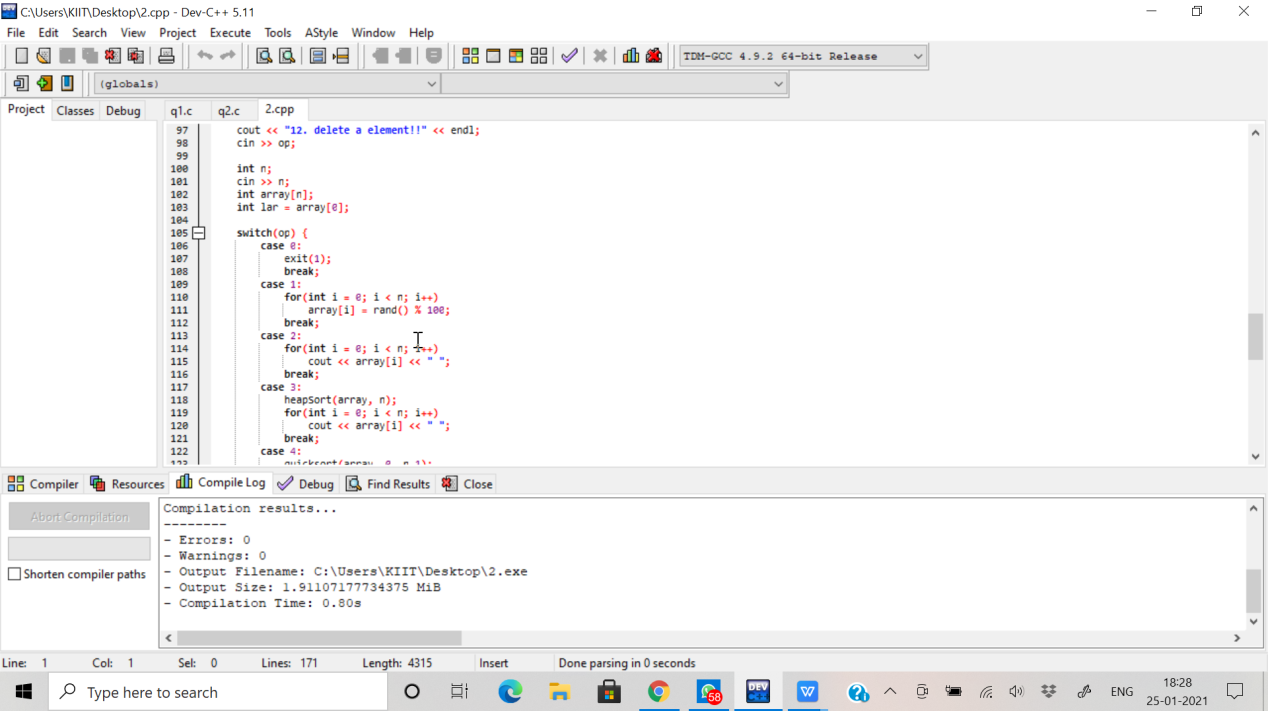 C:\Users\KIIT\Desktop\2.cpp - Dev-C++ 5.11
File Edit Search View Project Execute Tools AStyle Window Help
TDM-GCC 4.9.2 64-bit Release
(globals)
Project Classes Debug q1.c q2.c 2.cpp
97 cout << "12. delete a element!!" << endl;
98 cin >> op;
99
100 int n;
101 cin >> n;
102 int array[n];
103 int lar = array[0];
104
105 switch(op) {
106 case 0:
107 exit(1);
108 break;
109 case 1:
110 for(int i = 0; i < n; i++)
111 array[i] = rand() % 100;
112 break;
113 case 2:
114 for(int i = 0; i < n; i++)
115 cout << array[i] << " ";
116 break;
117 case 3:
118 heapSort(array, n);
119 for(int i = 0; i < n; i++)
120 cout << array[i] << " ";
121 break;
122 case 4:
123 quicksort(array, 0, n-1);
Compiler Resources Compile Log Debug Find Results Close
Abort Compilation
Shorten compiler paths
Compilation results...
--------
- Errors: 0
- Warnings: 0
- Output Filename: C:\Users\KIIT\Desktop\2.exe
- Output Size: 1.91107177734375 MiB
- Compilation Time: 0.80s
Line: 1 Col: 1 Sel: 0 Lines: 171 Length: 4315 Insert Done parsing in 0 seconds
Type here to search
DEV
58
W
ENG
18:28
25-01-2021